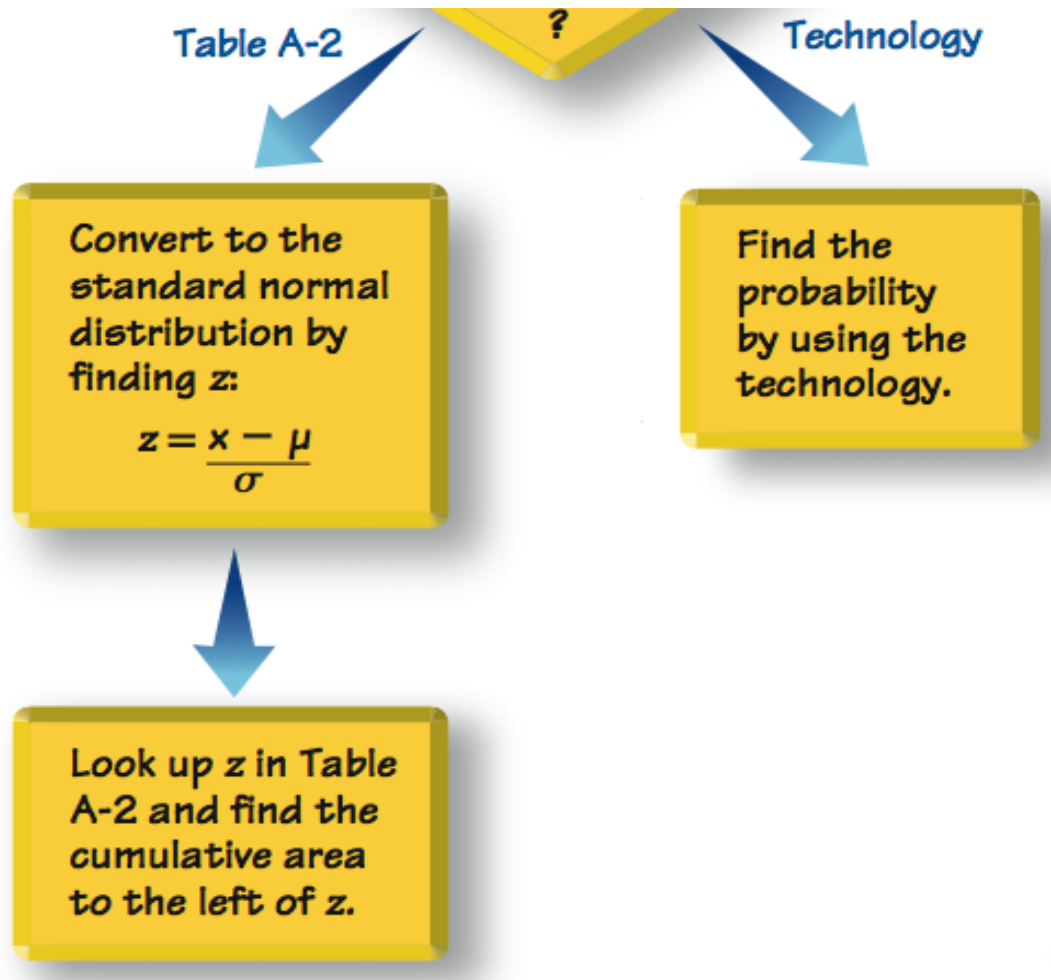 ?
Table A-2
Technology
Convert to the
standard normal
distribution by
finding z:
z = x − μ
σ
Find the
probability
by using the
technology.
Look up z in Table
A-2 and find the
cumulative area
to the left of z.